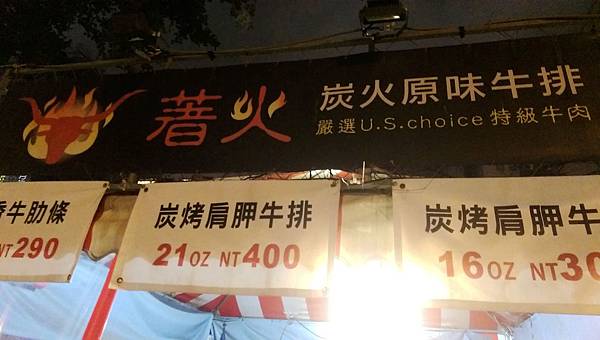 著火
炭火原味牛排
嚴選U.S.choice特級牛肉
牛肋條
NT290
炭烤肩胛牛排
21OZ NT400
炭烤肩胛牛
16OZ NT30